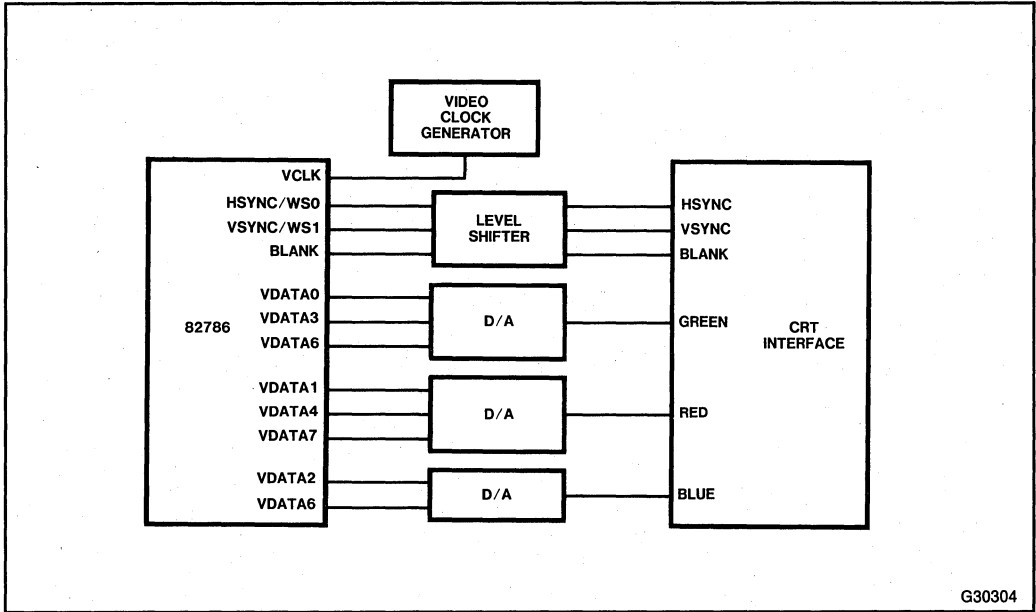 VIDEO
CLOCK
GENERATOR
VCLK
HSYNC/WS0
VSYNC/WS1
BLANK
LEVEL
SHIFTER
HSYNC
VSYNC
BLANK
VDATA0
VDATA3
VDATA6
D/A
GREEN
82786
CRT
INTERFACE
VDATA1
VDATA4
VDATA7
D/A
RED
VDATA2
VDATA6
D/A
BLUE
G30304